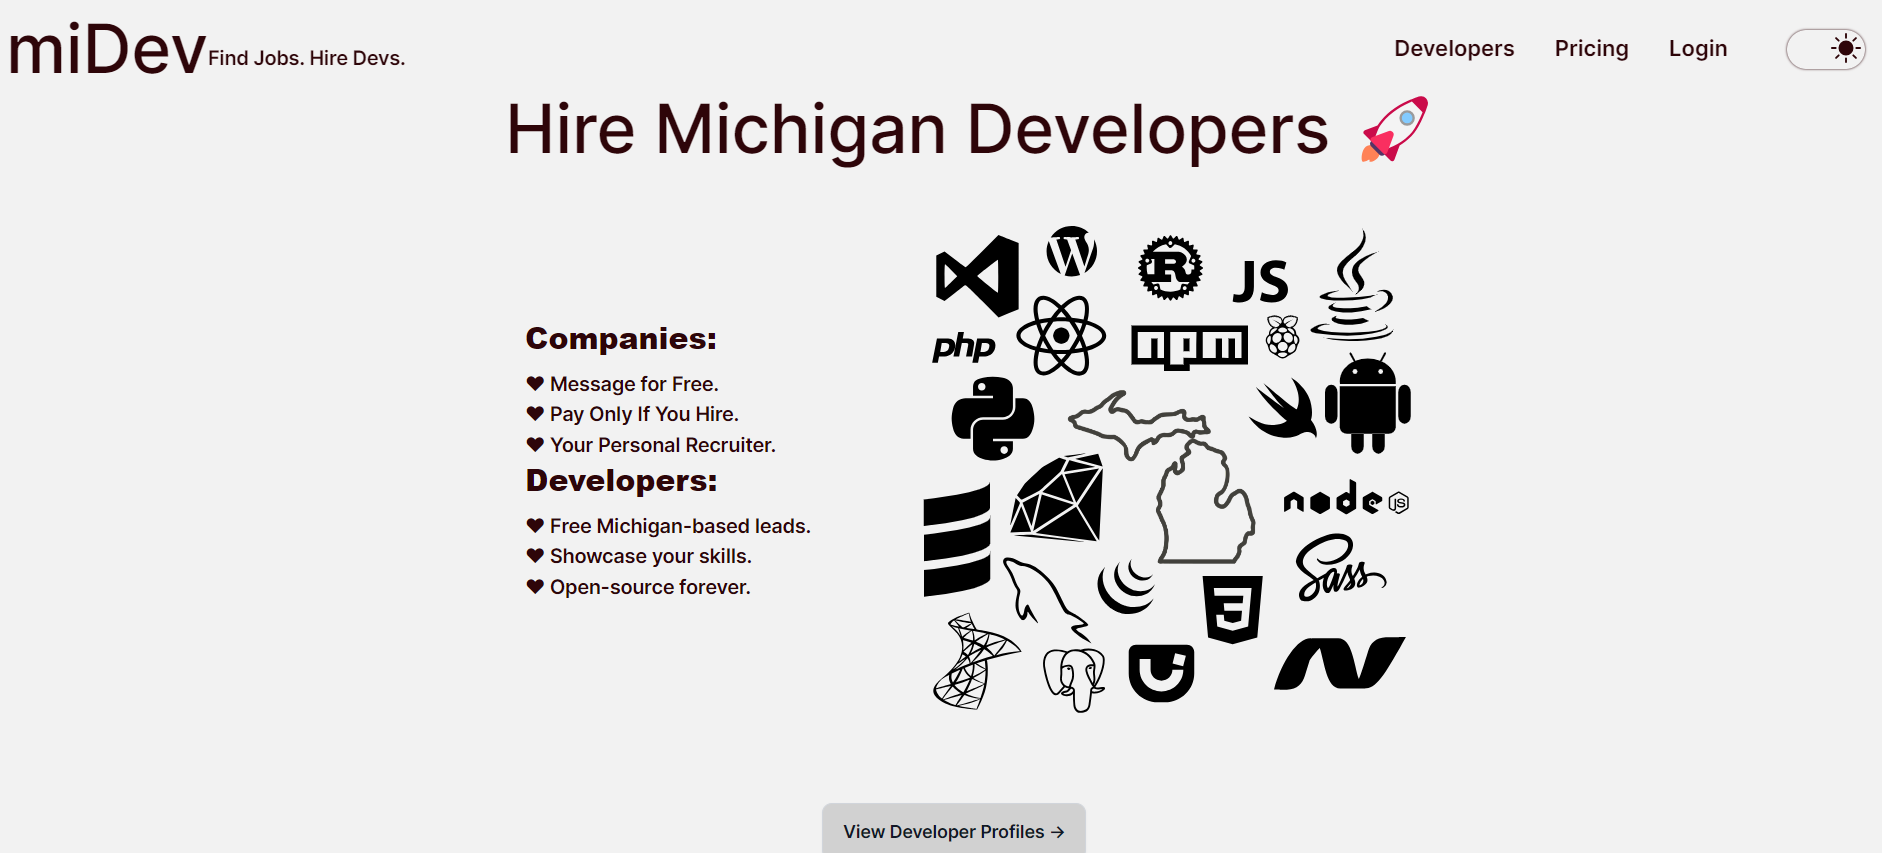 miDev Find Jobs. Hire Devs.
Developers Pricing Login
Hire Michigan Developers 🚀
JS
php
npm
Companies:
♥ Message for Free.
♥ Pay Only If You Hire.
♥ Your Personal Recruiter.
Developers:
♥ Free Michigan-based leads.
♥ Showcase your skills.
♥ Open-source forever.
W
R
node JS
Sass
3
View Developer Profiles →